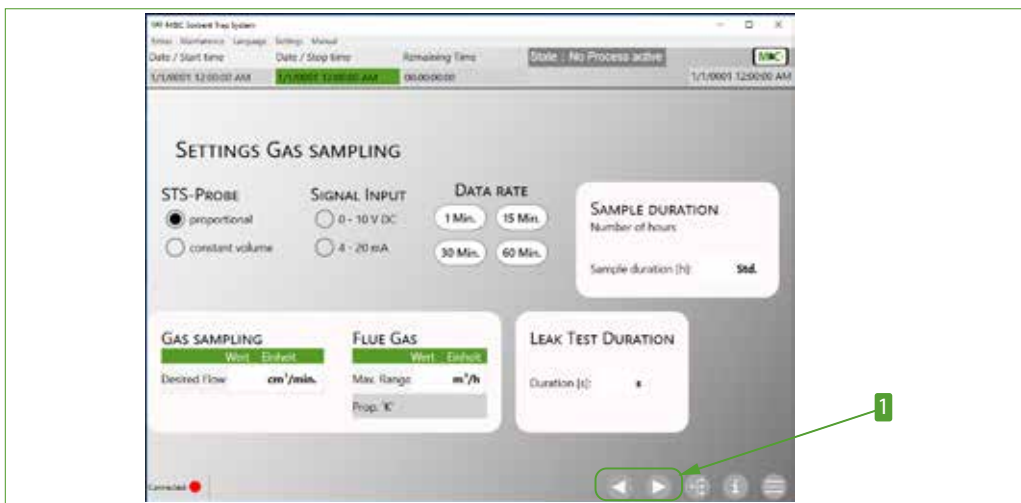 M&C Sorbent Trap System
Extras Maintenance Language Settings Manual
Date / Start time Date / Stop time Remaining Time State : No Process active M&C
1/1/0001 12:00:00 AM 1/1/0001 12:00:00 AM 00:00:00:00 1/1/0001 12:00:00 AM
SETTINGS GAS SAMPLING
STS-PROBE SIGNAL INPUT DATA RATE
proportional 0 - 10 V DC 1 Min. 15 Min.
constant volume 4 - 20 mA 30 Min. 60 Min.
SAMPLE DURATION
Number of hours
Sample duration [h]: Std.
GAS SAMPLING FLUE GAS
Wert Einheit Wert Einheit
Desired Flow cm³/min. Max. Range m³/h
Prop. 'K'
LEAK TEST DURATION
Duration [s]: s
1
Connected